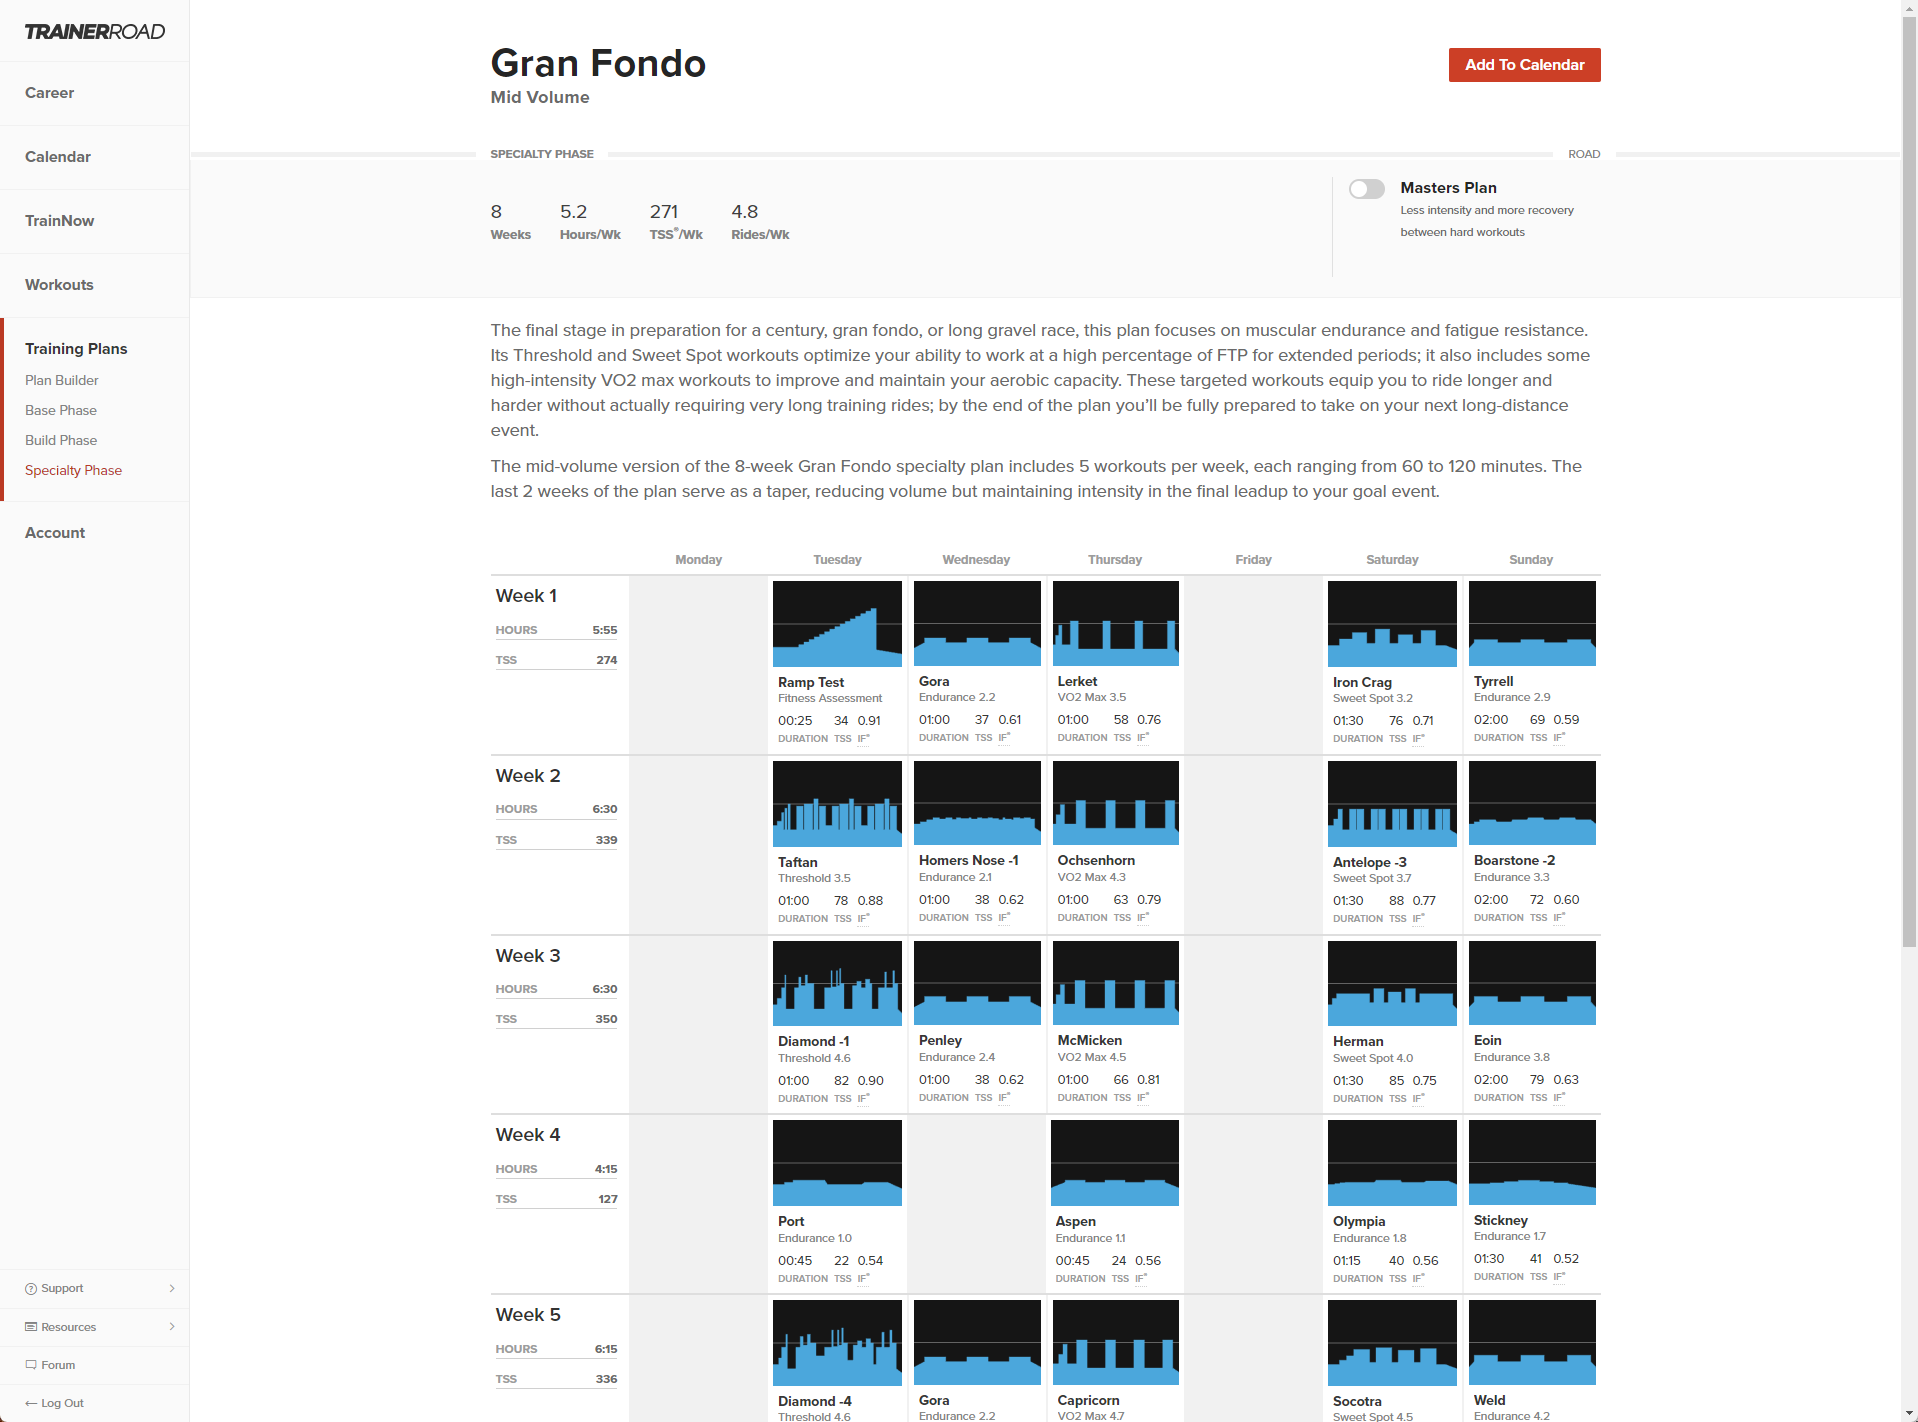 TRAINERROAD
Career
Calendar
TrainNow
Workouts
Training Plans
Plan Builder
Base Phase
Build Phase
Specialty Phase
Account
Support
Resources
Forum
Log Out
Gran Fondo
Mid Volume
Add To Calendar
SPECIALTY PHASE
ROAD
8 5.2 271 4.8
Weeks Hours/Wk TSS®/Wk Rides/Wk
Masters Plan
Less intensity and more recovery
between hard workouts
The final stage in preparation for a century, gran fondo, or long gravel race, this plan focuses on muscular endurance and fatigue resistance.
Its Threshold and Sweet Spot workouts optimize your ability to work at a high percentage of FTP for extended periods; it also includes some
high-intensity VO2 max workouts to improve and maintain your aerobic capacity. These targeted workouts equip you to ride longer and
harder without actually requiring very long training rides; by the end of the plan you'll be fully prepared to take on your next long-distance
event.
The mid-volume version of the 8-week Gran Fondo specialty plan includes 5 workouts per week, each ranging from 60 to 120 minutes. The
last 2 weeks of the plan serve as a taper, reducing volume but maintaining intensity in the final leadup to your goal event.
Monday Tuesday Wednesday Thursday Friday Saturday Sunday
Week 1
HOURS 5:55
TSS 274
Ramp Test Gora Lerket Iron Crag Tyrrell
Fitness Assessment Endurance 2.2 VO2 Max 3.5 Sweet Spot 3.2 Endurance 2.9
00:25 34 0.91 01:00 37 0.61 01:00 58 0.76 01:30 76 0.71 02:00 69 0.59
DURATION TSS IF® DURATION TSS IF® DURATION TSS IF® DURATION TSS IF® DURATION TSS IF®
Week 2
HOURS 6:30
TSS 339
Taftan Homers Nose -1 Ochsenhorn Antelope -3 Boarstone -2
Threshold 3.5 Endurance 2.1 VO2 Max 4.3 Sweet Spot 3.7 Endurance 3.3
01:00 78 0.88 01:00 38 0.62 01:00 63 0.79 01:30 88 0.77 02:00 72 0.60
DURATION TSS IF® DURATION TSS IF® DURATION TSS IF® DURATION TSS IF® DURATION TSS IF®
Week 3
HOURS 6:30
TSS 350
Diamond -1 Penley McMicken Herman Eoin
Threshold 4.6 Endurance 2.4 VO2 Max 4.5 Sweet Spot 4.0 Endurance 3.8
01:00 82 0.90 01:00 38 0.62 01:00 66 0.81 01:30 85 0.75 02:00 79 0.63
DURATION TSS IF® DURATION TSS IF® DURATION TSS IF® DURATION TSS IF® DURATION TSS IF®
Week 4
HOURS 4:15
TSS 127
Port Aspen Olympia Stickney
Endurance 1.0 Endurance 1.1 Endurance 1.8 Endurance 1.7
00:45 22 0.54 00:45 24 0.56 01:15 40 0.56 01:30 41 0.52
DURATION TSS IF® DURATION TSS IF® DURATION TSS IF® DURATION TSS IF®
Week 5
HOURS 6:15
TSS 336
Diamond -4 Gora Capricorn Socotra Weld
Threshold 4.6 Endurance 2.2 VO2 Max 4.7 Sweet Spot 4.5 Endurance 4.2